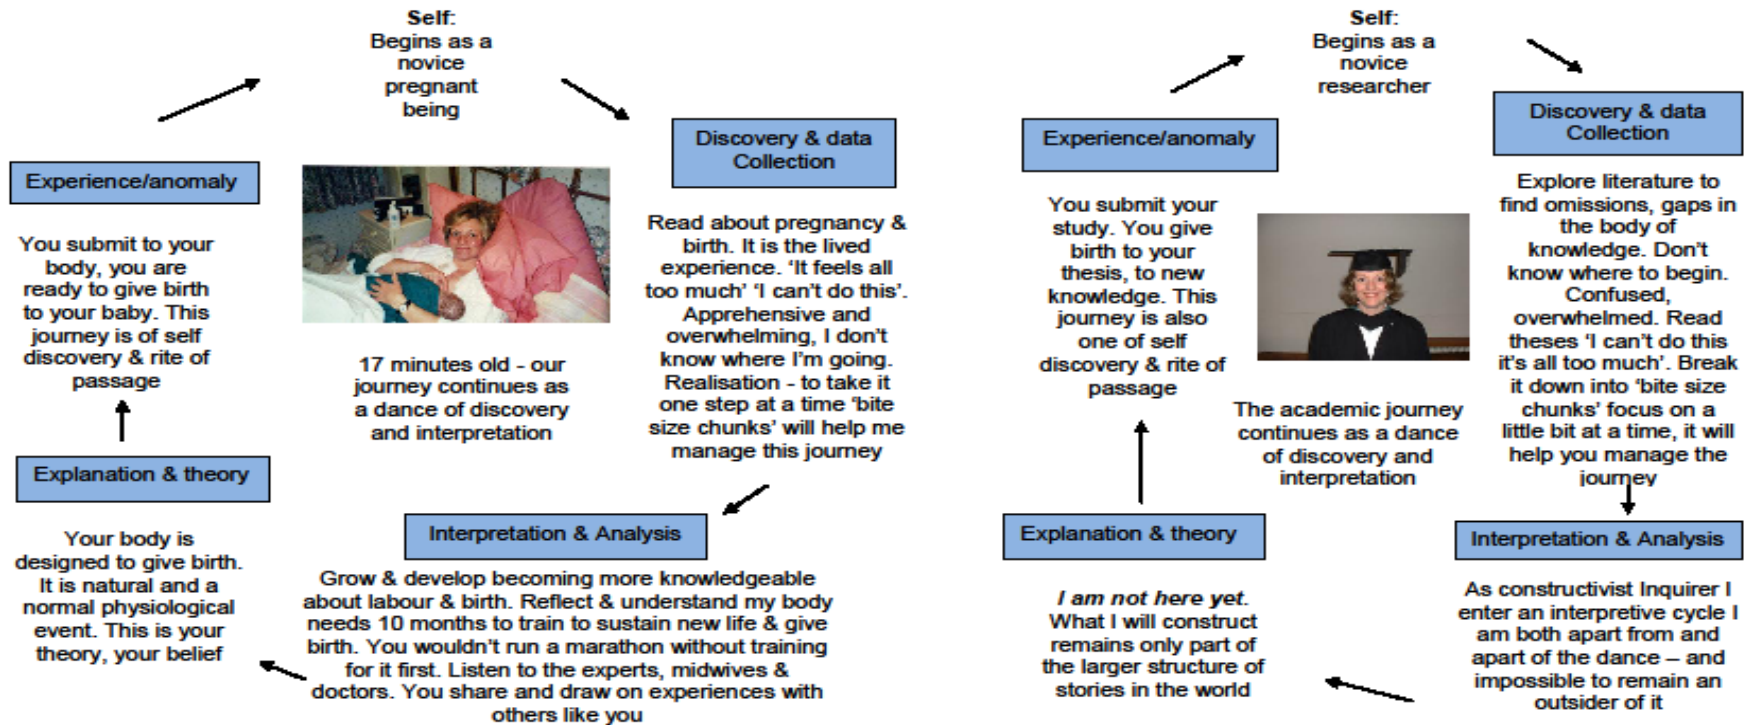 Self:
Begins as a
novice
pregnant
being
Discovery & data
Collection
Read about pregnancy &
birth. It is the lived
experience. ‘It feels all
too much’ ‘I can’t do this’.
Apprehensive and
overwhelming, I don’t
know where I’m going.
Realisation - to take it
one step at a time ‘bite
size chunks’ will help me
manage this journey
Interpretation & Analysis
Grow & develop becoming more knowledgeable
about labour & birth. Reflect & understand my body
needs 10 months to train to sustain new life & give
birth. You wouldn’t run a marathon without training
for it first. Listen to the experts, midwives &
doctors. You share and draw on experiences with
others like you
Explanation & theory
Your body is
designed to give birth.
It is natural and a
normal physiological
event. This is your
theory, your belief
Experience/anomaly
You submit to your
body, you are
ready to give birth
to your baby. This
journey is of self
discovery & rite of
passage
17 minutes old - our
journey continues as
a dance of discovery
and interpretation
Self:
Begins as a
novice
researcher
Discovery & data
Collection
Explore literature to
find omissions, gaps in
the body of
knowledge. Don’t
know where to begin.
Confused,
overwhelmed. Read
theses ‘I can’t do this
it’s all too much’. Break
it down into ‘bite size
chunks’ focus on a
little bit at a time, it will
help you manage the
journey
Interpretation & Analysis
As constructivist Inquirer I
enter an interpretive cycle I
am both apart from and
apart of the dance – and
impossible to remain an
outsider of it
Explanation & theory
I am not here yet.
What I will construct
remains only part of
the larger structure of
stories in the world
Experience/anomaly
You submit your
study. You give
birth to your
thesis, to new
knowledge. This
journey is also
one of self
discovery & rite of
passage
The academic journey
continues as a dance
of discovery and
interpretation